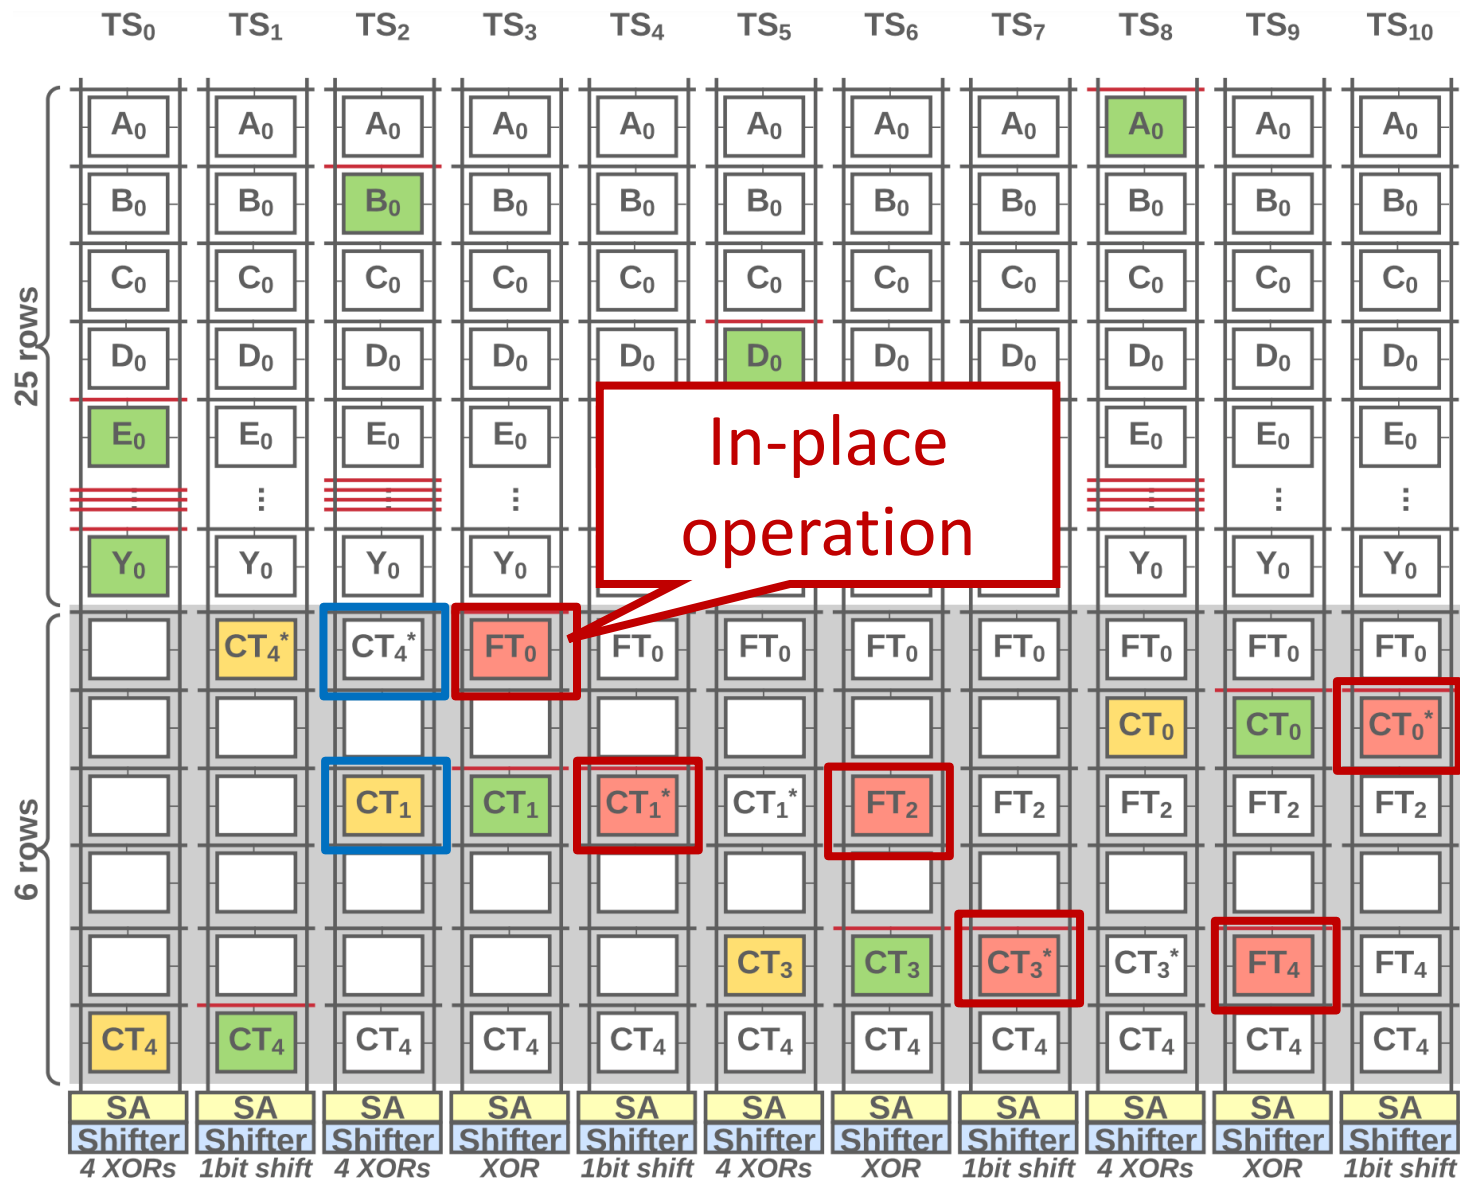 TS₀ TS₁ TS₂ TS₃ TS₄ TS₅ TS₆ TS₇ TS₈ TS₉ TS₁₀
A₀ A₀ A₀ A₀ A₀ A₀ A₀ A₀ A₀ A₀ A₀
B₀ B₀ B₀ B₀ B₀ B₀ B₀ B₀ B₀ B₀ B₀
C₀ C₀ C₀ C₀ C₀ C₀ C₀ C₀ C₀ C₀ C₀
25 rows
D₀ D₀ D₀ D₀ D₀ D₀ D₀ D₀ D₀ D₀ D₀
E₀ E₀ E₀ E₀ E₀ E₀ E₀
In-place
operation
Y₀ Y₀ Y₀ Y₀ Y₀ Y₀ Y₀
CT₄* CT₄* FT₀ FT₀ FT₀ FT₀ FT₀ FT₀ FT₀ FT₀
CT₀ CT₀ CT₀*
CT₁ CT₁ CT₁* CT₁* FT₂ FT₂ FT₂ FT₂ FT₂
6 rows
CT₃ CT₃ CT₃* CT₃* FT₄ FT₄
CT₄ CT₄ CT₄ CT₄ CT₄ CT₄ CT₄ CT₄ CT₄ CT₄ CT₄
SA SA SA SA SA SA SA SA SA SA SA
Shifter Shifter Shifter Shifter Shifter Shifter Shifter Shifter Shifter Shifter Shifter
4 XORs 1bit shift 4 XORs XOR 1bit shift 4 XORs XOR 1bit shift 4 XORs XOR 1bit shift